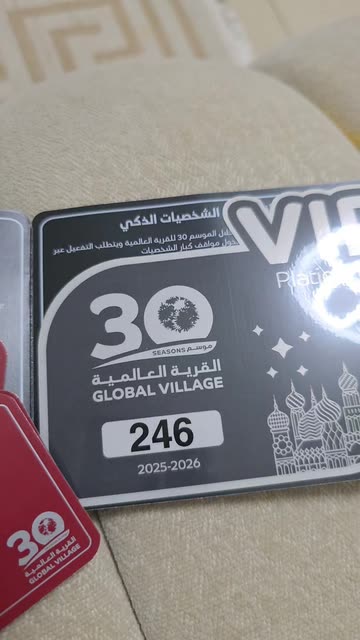 الشخصيات الذكي
VIP
خلال الموسم 30 للقرية العالمية ويتطلب التفعيل عبر
مواقف كبار الشخصيات
30
SEASONS موسم
القرية العالمية
GLOBAL VILLAGE
246
2025-2026
30
القرية العالمية
GLOBAL VILLAGE